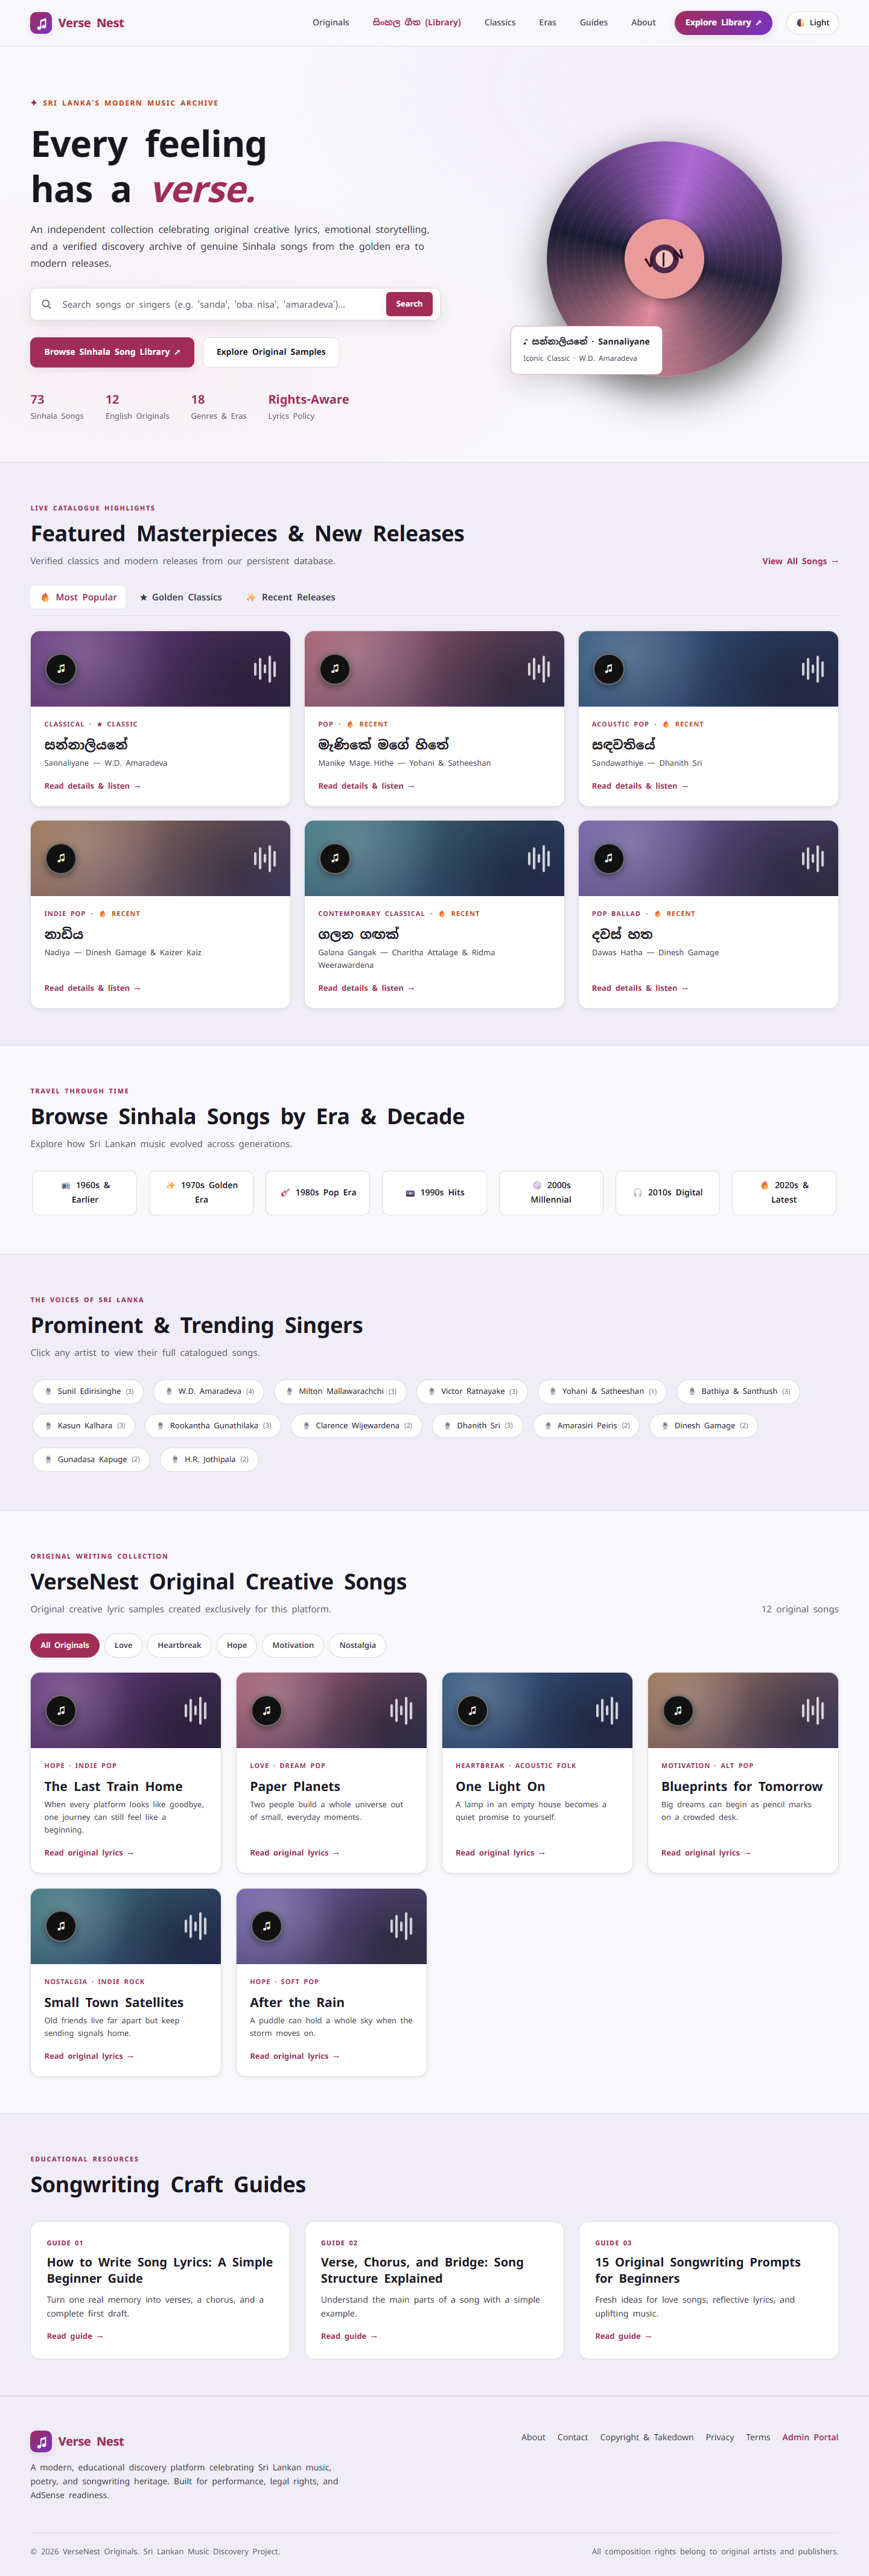 Verse Nest
Originals
සිංහල ගීත (Library)
Classics
Eras
Guides
About
Explore Library ↗
Light
✦ SRI LANKA'S MODERN MUSIC ARCHIVE
Every feeling
has a verse.
An independent collection celebrating original creative lyrics, emotional storytelling,
and a verified discovery archive of genuine Sinhala songs from the golden era to
modern releases.
Search songs or singers (e.g. 'sanda', 'oba nisa', 'amaradeva')...
Search
Browse Sinhala Song Library ↗
Explore Original Samples
73
Sinhala Songs
12
English Originals
18
Genres & Eras
Rights-Aware
Lyrics Policy
♪ සන්නාලියනේ · Sannaliyane
Iconic Classic · W.D. Amaradeva
LIVE CATALOGUE HIGHLIGHTS
Featured Masterpieces & New Releases
Verified classics and modern releases from our persistent database.
View All Songs →
🔥 Most Popular
★ Golden Classics
✨ Recent Releases
CLASSICAL · ★ CLASSIC
සන්නාලියනේ
Sannaliyane — W.D. Amaradeva
Read details & listen →
POP · 🔥 RECENT
මැණිකේ මගේ හිතේ
Manike Mage Hithe — Yohani & Satheeshan
Read details & listen →
ACOUSTIC POP · 🔥 RECENT
සඳවතියේ
Sandawathiye — Dhanith Sri
Read details & listen →
INDIE POP · 🔥 RECENT
නාඩිය
Nadiya — Dinesh Gamage & Kaizer Kaiz
Read details & listen →
CONTEMPORARY CLASSICAL · 🔥 RECENT
ගලන ගඟක්
Galana Gangak — Charitha Attalage & Ridma
Weerawardena
Read details & listen →
POP BALLAD · 🔥 RECENT
දවස් හත
Dawas Hatha — Dinesh Gamage
Read details & listen →
TRAVEL THROUGH TIME
Browse Sinhala Songs by Era & Decade
Explore how Sri Lankan music evolved across generations.
1960s &
Earlier
✨ 1970s Golden
Era
🎸 1980s Pop Era
📼 1990s Hits
2000s
Millennial
🎧 2010s Digital
🔥 2020s &
Latest
THE VOICES OF SRI LANKA
Prominent & Trending Singers
Click any artist to view their full catalogued songs.
Sunil Edirisinghe (3)
W.D. Amaradeva (4)
Milton Mallawarachchi (3)
Victor Ratnayake (3)
Yohani & Satheeshan (1)
Bathiya & Santhush (3)
Kasun Kalhara (3)
Rookantha Gunathilaka (3)
Clarence Wijewardena (2)
Dhanith Sri (3)
Amarasiri Peiris (2)
Dinesh Gamage (2)
Gunadasa Kapuge (2)
H.R. Jothipala (2)
ORIGINAL WRITING COLLECTION
VerseNest Original Creative Songs
Original creative lyric samples created exclusively for this platform.
12 original songs
All Originals
Love
Heartbreak
Hope
Motivation
Nostalgia
HOPE · INDIE POP
The Last Train Home
When every platform looks like goodbye,
one journey can still feel like a
beginning.
Read original lyrics →
LOVE · DREAM POP
Paper Planets
Two people build a whole universe out
of small, everyday moments.
Read original lyrics →
HEARTBREAK · ACOUSTIC FOLK
One Light On
A lamp in an empty house becomes a
quiet promise to yourself.
Read original lyrics →
MOTIVATION · ALT POP
Blueprints for Tomorrow
Big dreams can begin as pencil marks
on a crowded desk.
Read original lyrics →
NOSTALGIA · INDIE ROCK
Small Town Satellites
Old friends live far apart but keep
sending signals home.
Read original lyrics →
HOPE · SOFT POP
After the Rain
A puddle can hold a whole sky when the
storm moves on.
Read original lyrics →
EDUCATIONAL RESOURCES
Songwriting Craft Guides
GUIDE 01
How to Write Song Lyrics: A Simple
Beginner Guide
Turn one real memory into verses, a chorus, and a
complete first draft.
Read guide →
GUIDE 02
Verse, Chorus, and Bridge: Song
Structure Explained
Understand the main parts of a song with a simple
example.
Read guide →
GUIDE 03
15 Original Songwriting Prompts
for Beginners
Fresh ideas for love songs, reflective lyrics, and
uplifting music.
Read guide →
Verse Nest
About
Contact
Copyright & Takedown
Privacy
Terms
Admin Portal
A modern, educational discovery platform celebrating Sri Lankan music,
poetry, and songwriting heritage. Built for performance, legal rights, and
AdSense readiness.
© 2026 VerseNest Originals. Sri Lankan Music Discovery Project.
All composition rights belong to original artists and publishers.